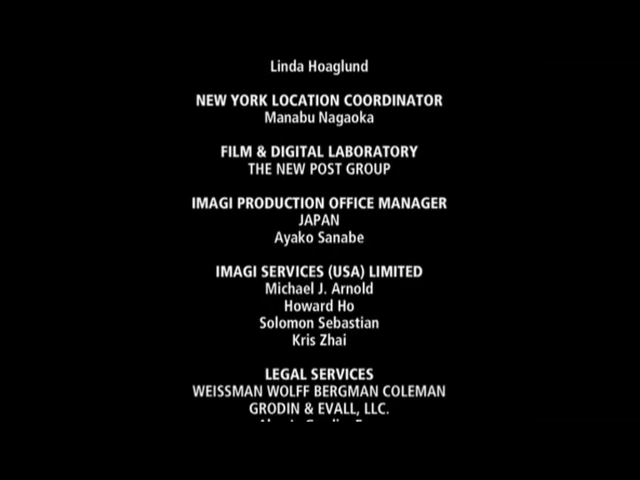 Linda Hoaglund
NEW YORK LOCATION COORDINATOR
Manabu Nagaoka
FILM & DIGITAL LABORATORY
THE NEW POST GROUP
IMAGI PRODUCTION OFFICE MANAGER
JAPAN
Ayako Sanabe
IMAGI SERVICES (USA) LIMITED
Michael J. Arnold
Howard Ho
Solomon Sebastian
Kris Zhai
LEGAL SERVICES
WEISSMAN WOLFF BERGMAN COLEMAN
GRODIN & EVALL, LLC.